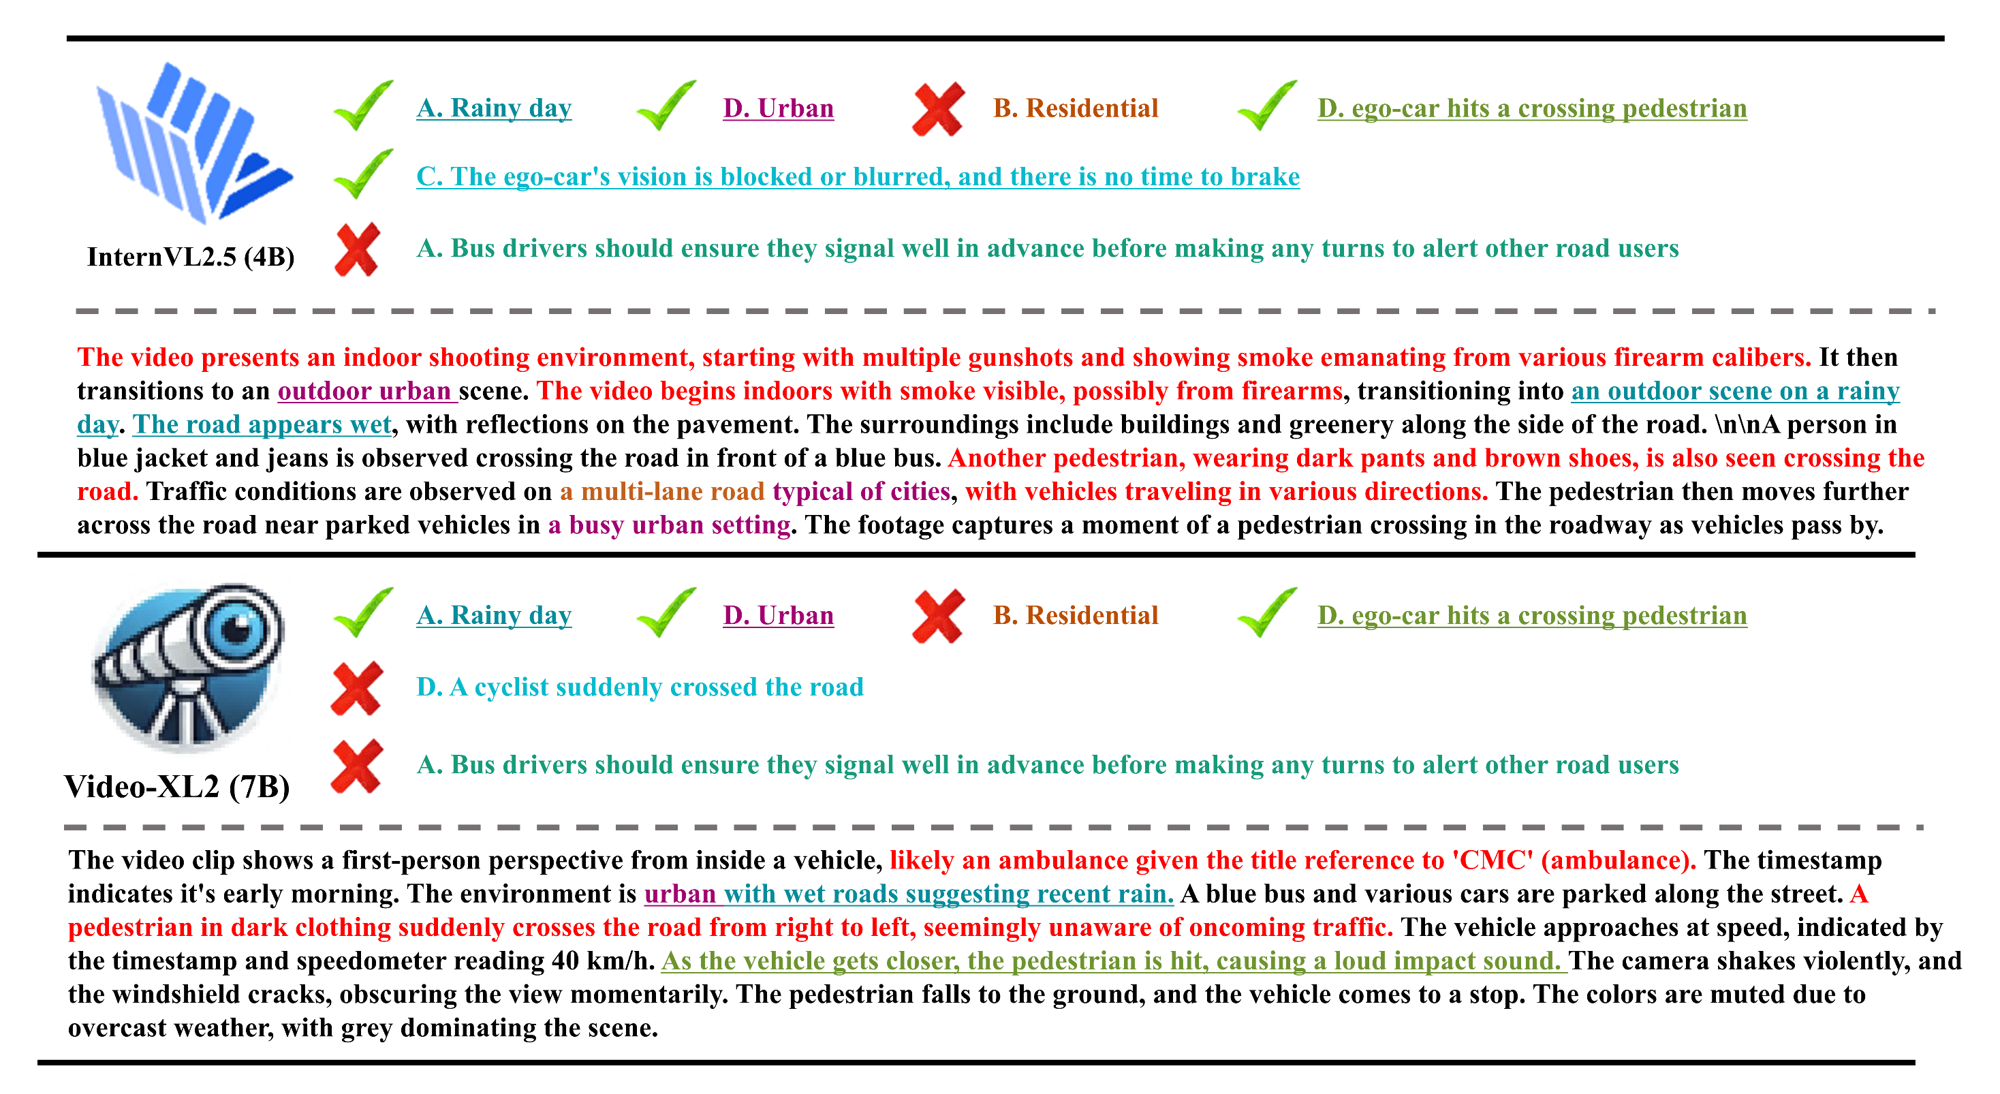 A. Rainy day D. Urban B. Residential D. ego-car hits a crossing pedestrian
C. The ego-car's vision is blocked or blurred, and there is no time to brake
InternVL2.5 (4B)
A. Bus drivers should ensure they signal well in advance before making any turns to alert other road users
The video presents an indoor shooting environment, starting with multiple gunshots and showing smoke emanating from various firearm calibers. It then
transitions to an outdoor urban scene. The video begins indoors with smoke visible, possibly from firearms, transitioning into an outdoor scene on a rainy
day. The road appears wet, with reflections on the pavement. The surroundings include buildings and greenery along the side of the road. \n\nA person in
blue jacket and jeans is observed crossing the road in front of a blue bus. Another pedestrian, wearing dark pants and brown shoes, is also seen crossing the
road. Traffic conditions are observed on a multi-lane road typical of cities, with vehicles traveling in various directions. The pedestrian then moves further
across the road near parked vehicles in a busy urban setting. The footage captures a moment of a pedestrian crossing in the roadway as vehicles pass by.
A. Rainy day D. Urban B. Residential D. ego-car hits a crossing pedestrian
D. A cyclist suddenly crossed the road
Video-XL2 (7B)
A. Bus drivers should ensure they signal well in advance before making any turns to alert other road users
The video clip shows a first-person perspective from inside a vehicle, likely an ambulance given the title reference to 'CMC' (ambulance). The timestamp
indicates it's early morning. The environment is urban with wet roads suggesting recent rain. A blue bus and various cars are parked along the street. A
pedestrian in dark clothing suddenly crosses the road from right to left, seemingly unaware of oncoming traffic. The vehicle approaches at speed, indicated by
the timestamp and speedometer reading 40 km/h. As the vehicle gets closer, the pedestrian is hit, causing a loud impact sound. The camera shakes violently, and
the windshield cracks, obscuring the view momentarily. The pedestrian falls to the ground, and the vehicle comes to a stop. The colors are muted due to
overcast weather, with grey dominating the scene.